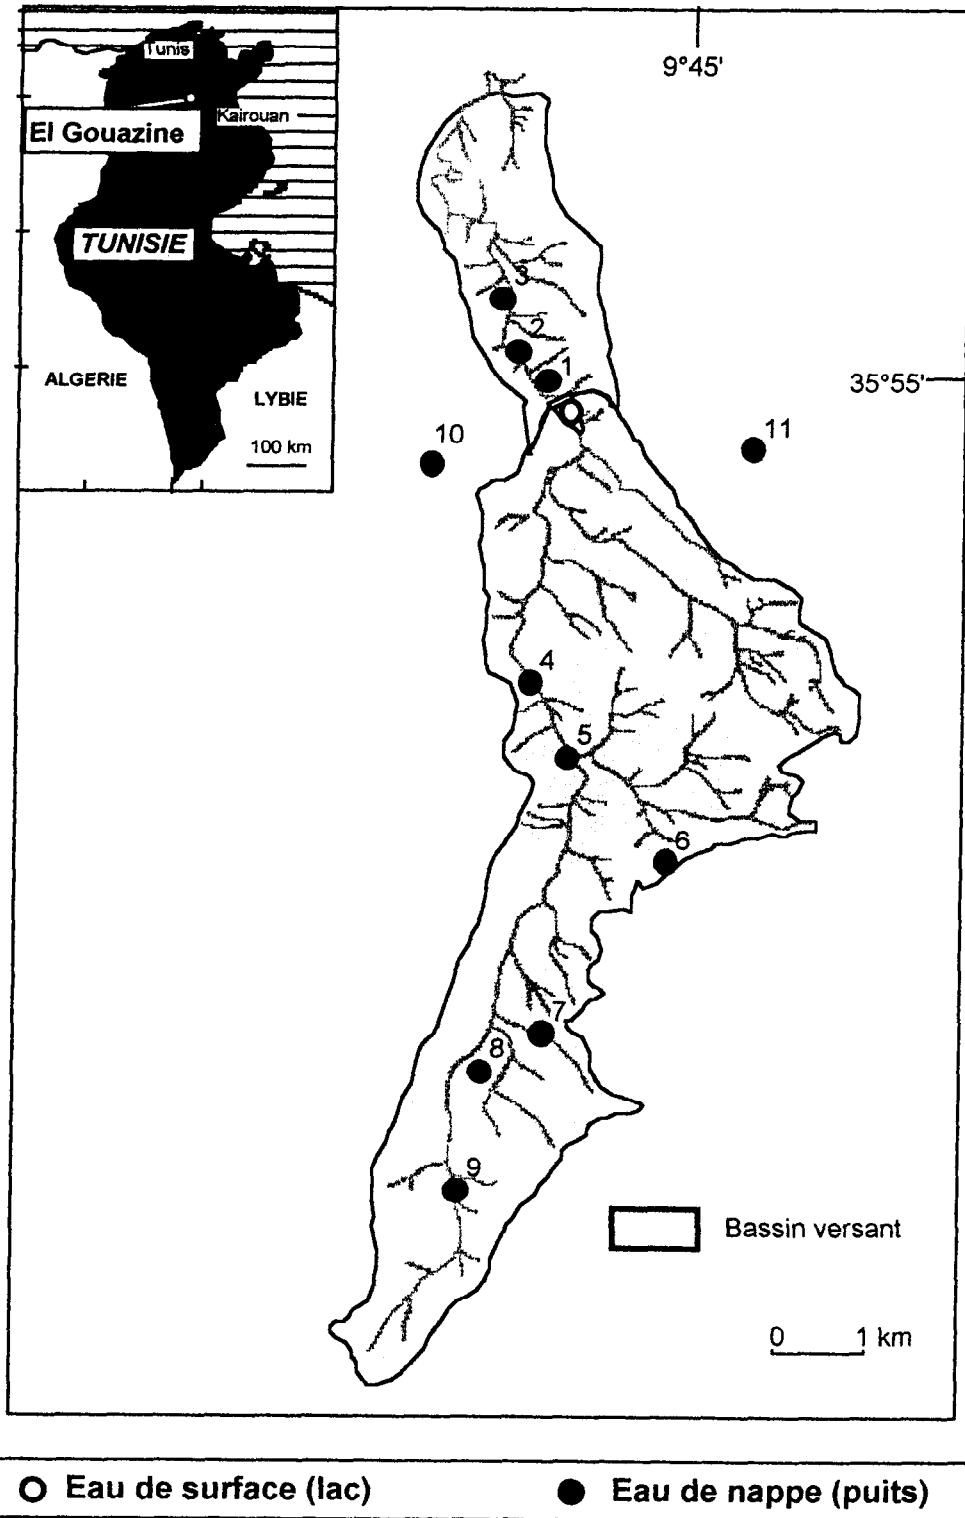 Tunis
Kairouan
El Gouazine
TUNISIE
ALGERIE
LYBIE
100 km
9°45'
35°55'
3
2
1
10
11
4
5
6
7
8
9
Bassin versant
0 1 km
Eau de surface (lac)
Eau de nappe (puits)